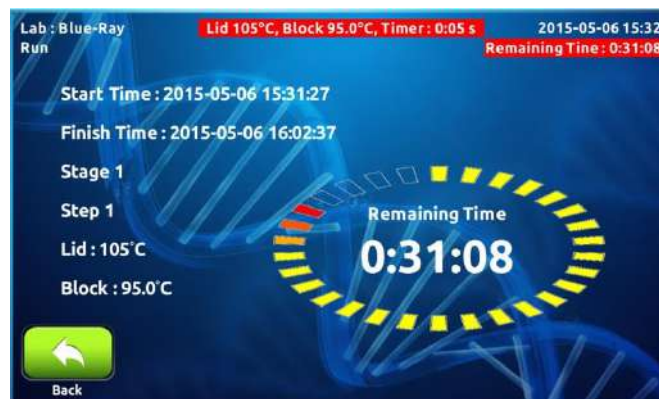 Lab : Blue-Ray
Lid 105°C, Block 95.0°C, Timer : 0:05 s
2015-05-06 15:32
Run
Remaining Tine : 0:31:08
Start Time : 2015-05-06 15:31:27
Finish Time : 2015-05-06 16:02:37
Stage 1
Step 1
Remaining Time
Lid : 105°C
0:31:08
Block : 95.0°C
Back